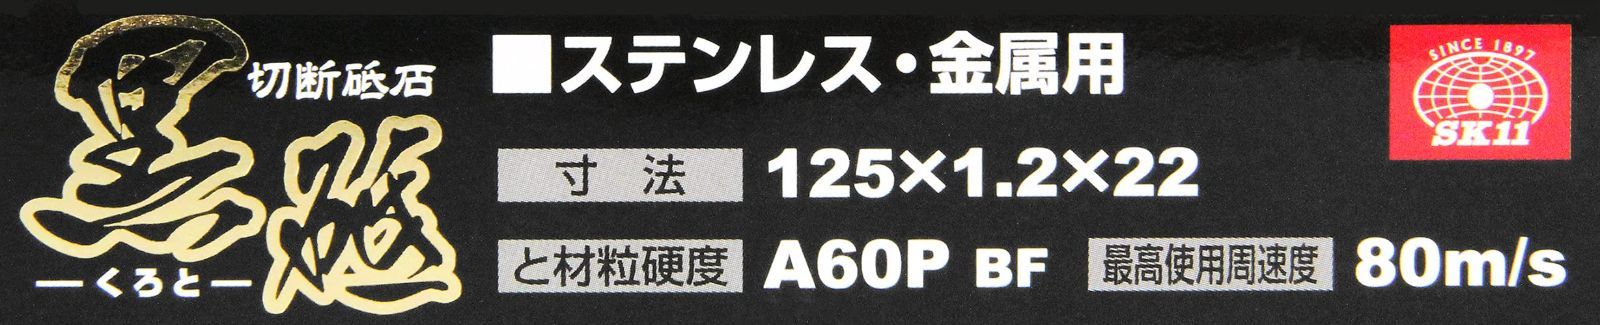 黒砥
切断砥石
くろと
■ステンレス・金属用
寸法 125×1.2×22
と材粒硬度 A60P BF 最高使用周速度 80m/s
SINCE 1897
SK11